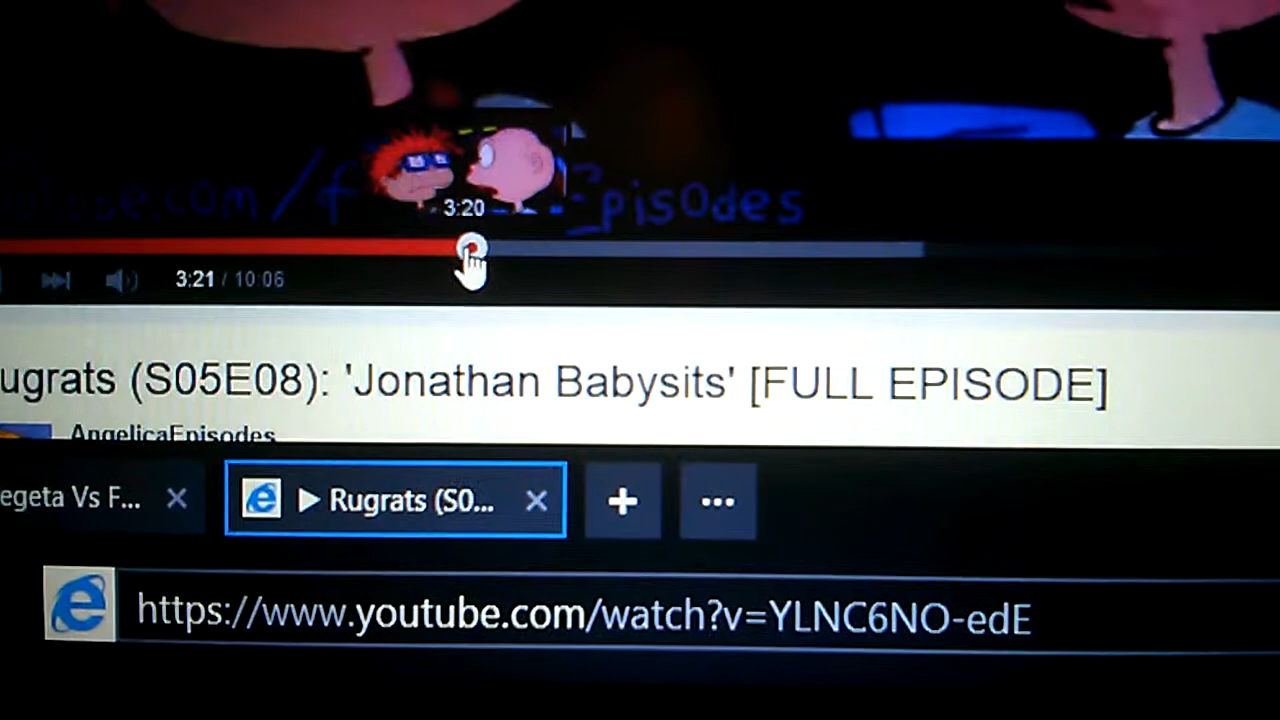 Episodes
3:20
3:21 / 10:06
ugrats (S05E08): 'Jonathan Babysits' [FULL EPISODE]
AngelicaEpisodes
egeta Vs F...
Rugrats (S0...
https://www.youtube.com/watch?v=YLNC6NO-edE